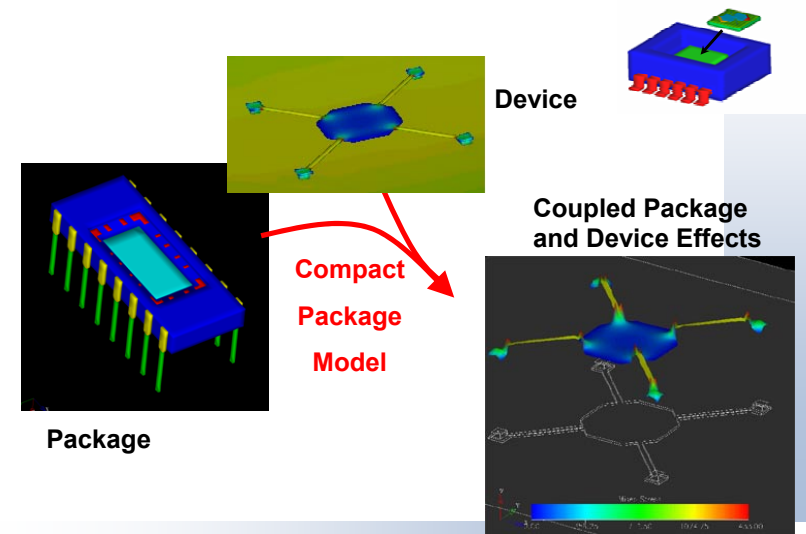 Device
Coupled Package
and Device Effects
Compact
Package
Model
Package